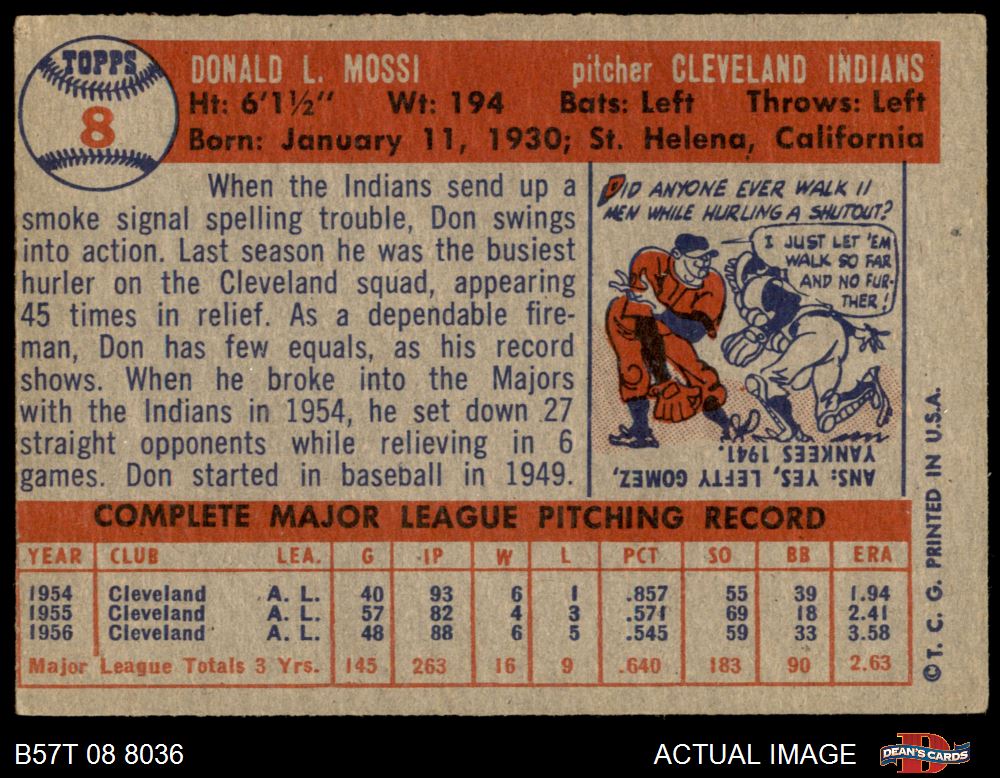 TOPPS
8
DONALD L. MOSSI pitcher CLEVELAND INDIANS
Ht: 6'1½" Wt: 194 Bats: Left Throws: Left
Born: January 11, 1930; St. Helena, California
When the Indians send up a
smoke signal spelling trouble, Don swings
into action. Last season he was the busiest
hurler on the Cleveland squad, appearing
45 times in relief. As a dependable fire-
man, Don has few equals, as his record
shows. When he broke into the Majors
with the Indians in 1954, he set down 27
straight opponents while relieving in 6
games. Don started in baseball in 1949.
DID ANYONE EVER WALK 11
MEN WHILE HURLING A SHUTOUT?
I JUST LET 'EM
WALK SO FAR
AND NO FUR-
THER!
ANS: YES, LEFTY GOMEZ,
YANKEES 1941.
COMPLETE MAJOR LEAGUE PITCHING RECORD
YEAR CLUB LEA. G IP W L PCT SO BB ERA
1954 Cleveland A. L. 40 93 6 1 .857 55 39 1.94
1955 Cleveland A. L. 57 82 4 3 .571 69 18 2.41
1956 Cleveland A. L. 48 88 6 5 .545 59 33 3.58
Major League Totals 3 Yrs. 145 263 16 9 .640 183 90 2.63
©T. C. G. PRINTED IN U.S.A.
B57T 08 8036 ACTUAL IMAGE
DEAN'S CARDS